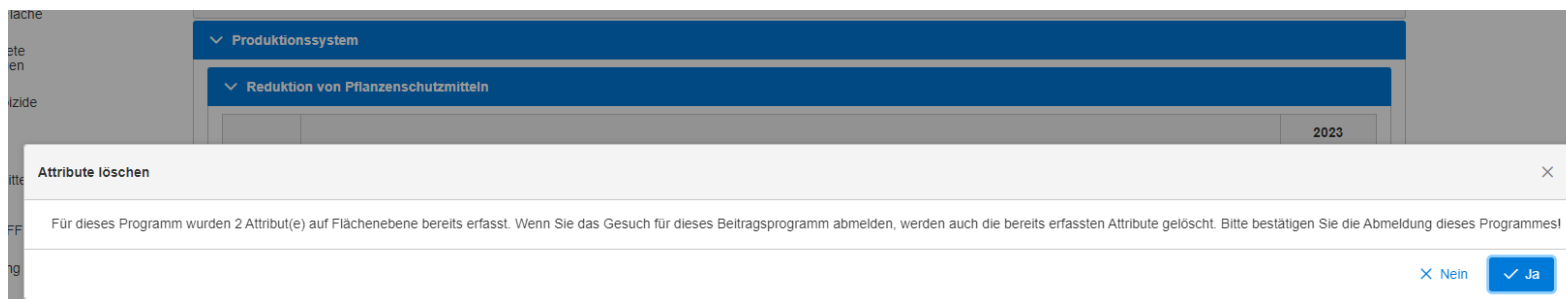 Produktionssystem
Reduktion von Pflanzenschutzmitteln
2023
Attribute löschen
Für dieses Programm wurden 2 Attribut(e) auf Flächenebene bereits erfasst. Wenn Sie das Gesuch für dieses Beitragsprogramm abmelden, werden auch die bereits erfassten Attribute gelöscht. Bitte bestätigen Sie die Abmeldung dieses Programmes!
Nein
Ja